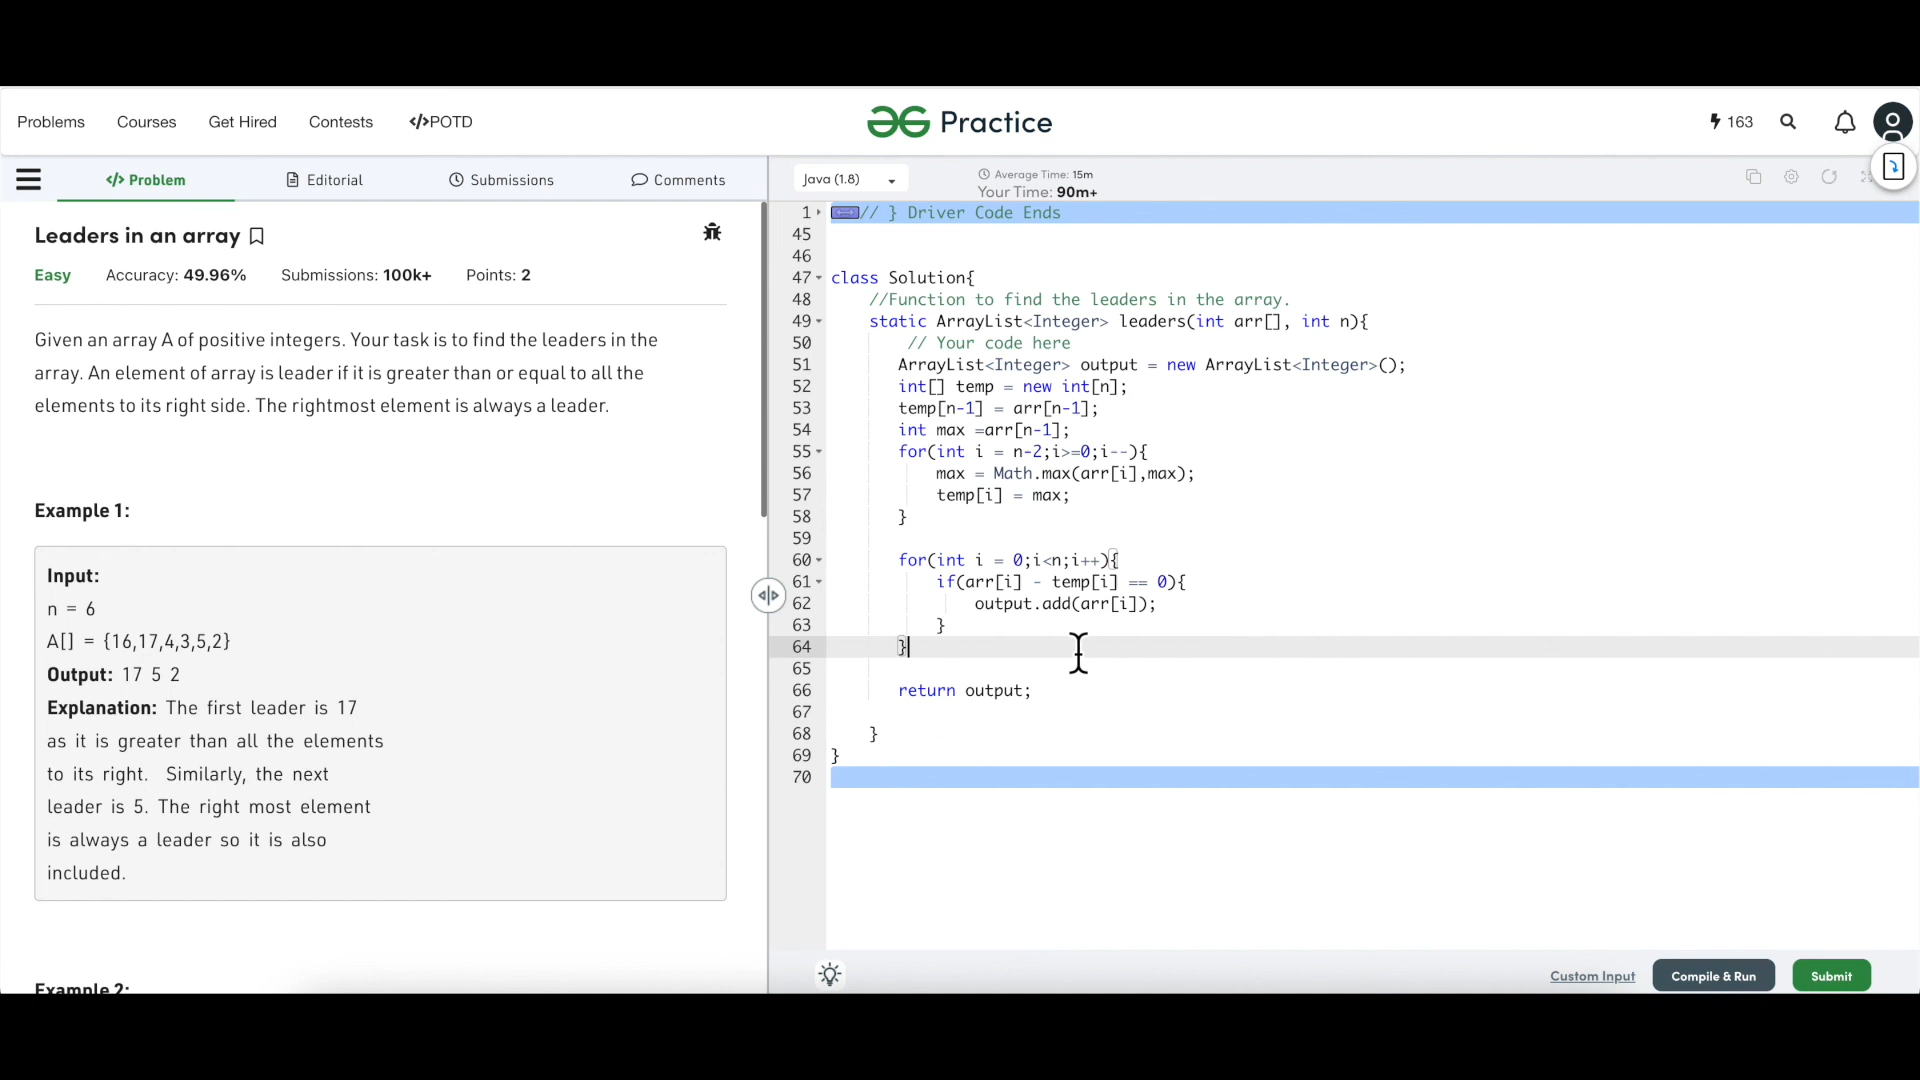 Problems Courses Get Hired Contests </>POTD Practice 163
</> Problem Editorial Submissions Comments
Java (1.8) Average Time: 15m
Your Time: 90m+
Leaders in an array
Easy Accuracy: 49.96% Submissions: 100k+ Points: 2
Given an array A of positive integers. Your task is to find the leaders in the
array. An element of array is leader if it is greater than or equal to all the
elements to its right side. The rightmost element is always a leader.
Example 1:
Input:
n = 6
A[] = {16,17,4,3,5,2}
Output: 17 5 2
Explanation: The first leader is 17
as it is greater than all the elements
to its right. Similarly, the next
leader is 5. The right most element
is always a leader so it is also
included.
Example 2:
1 // } Driver Code Ends
45
46
47 class Solution{
48 //Function to find the leaders in the array.
49 static ArrayList<Integer> leaders(int arr[], int n){
50 // Your code here
51 ArrayList<Integer> output = new ArrayList<Integer>();
52 int[] temp = new int[n];
53 temp[n-1] = arr[n-1];
54 int max =arr[n-1];
55 for(int i = n-2;i>=0;i--){
56 max = Math.max(arr[i],max);
57 temp[i] = max;
58 }
59
60 for(int i = 0;i<n;i++){
61 if(arr[i] - temp[i] == 0){
62 output.add(arr[i]);
63 }
64 }
65
66 return output;
67
68 }
69 }
70
Custom Input Compile & Run Submit